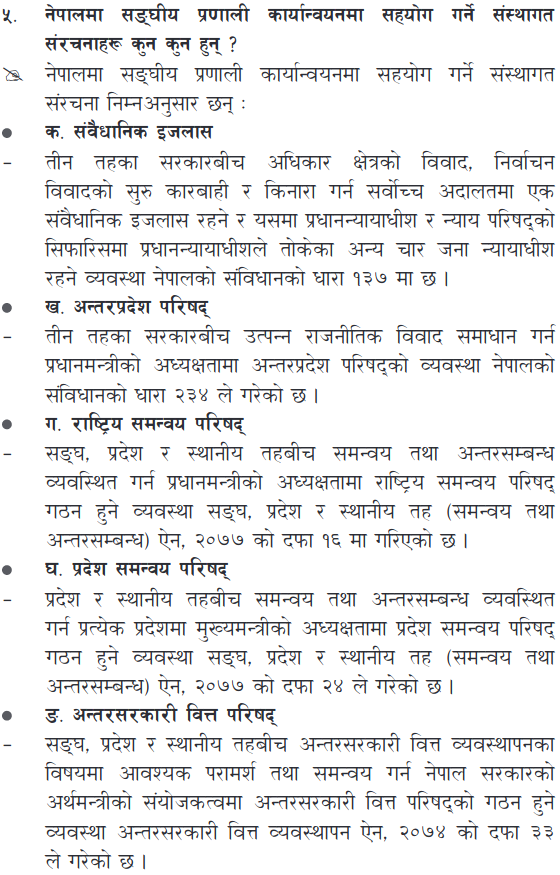 ५. नेपालमा सङ्घीय प्रणाली कार्यान्वयनमा सहयोग गर्ने संस्थागत
संरचनाहरू कुन कुन हुन् ?
नेपालमा सङ्घीय प्रणाली कार्यान्वयनमा सहयोग गर्ने संस्थागत
संरचना निम्नअनुसार छन् :
● क. संवैधानिक इजलास
– तीन तहका सरकारबीच अधिकार क्षेत्रको विवाद, निर्वाचन
विवादको सुरु कारबाही र किनारा गर्न सर्वोच्च अदालतमा एक
संवैधानिक इजलास रहने र यसमा प्रधानन्यायाधीश र न्याय परिषद्को
सिफारिसमा प्रधानन्यायाधीशले तोकेका अन्य चार जना न्यायाधीश
रहने व्यवस्था नेपालको संविधानको धारा १३७ मा छ ।
● ख. अन्तरप्रदेश परिषद्
– तीन तहका सरकारबीच उत्पन्न राजनीतिक विवाद समाधान गर्न
प्रधानमन्त्रीको अध्यक्षतामा अन्तरप्रदेश परिषद्को व्यवस्था नेपालको
संविधानको धारा २३४ ले गरेको छ ।
● ग. राष्ट्रिय समन्वय परिषद्
– सङ्घ, प्रदेश र स्थानीय तहबीच समन्वय तथा अन्तरसम्बन्ध
व्यवस्थित गर्न प्रधानमन्त्रीको अध्यक्षतामा राष्ट्रिय समन्वय परिषद्
गठन हुने व्यवस्था सङ्घ, प्रदेश र स्थानीय तह (समन्वय तथा
अन्तरसम्बन्ध) ऐन, २०७७ को दफा १६ मा गरिएको छ ।
● घ. प्रदेश समन्वय परिषद्
– प्रदेश र स्थानीय तहबीच समन्वय तथा अन्तरसम्बन्ध व्यवस्थित
गर्न प्रत्येक प्रदेशमा मुख्यमन्त्रीको अध्यक्षतामा प्रदेश समन्वय परिषद्
गठन हुने व्यवस्था सङ्घ, प्रदेश र स्थानीय तह (समन्वय तथा
अन्तरसम्बन्ध) ऐन, २०७७ को दफा २४ ले गरेको छ ।
● ङ. अन्तरसरकारी वित्त परिषद्
– सङ्घ, प्रदेश र स्थानीय तहबीच अन्तरसरकारी वित्त व्यवस्थापनका
विषयमा आवश्यक परामर्श तथा समन्वय गर्न नेपाल सरकारको
अर्थमन्त्रीको संयोजकत्वमा अन्तरसरकारी वित्त परिषद्को गठन हुने
व्यवस्था अन्तरसरकारी वित्त व्यवस्थापन ऐन, २०७४ को दफा ३३
ले गरेको छ ।